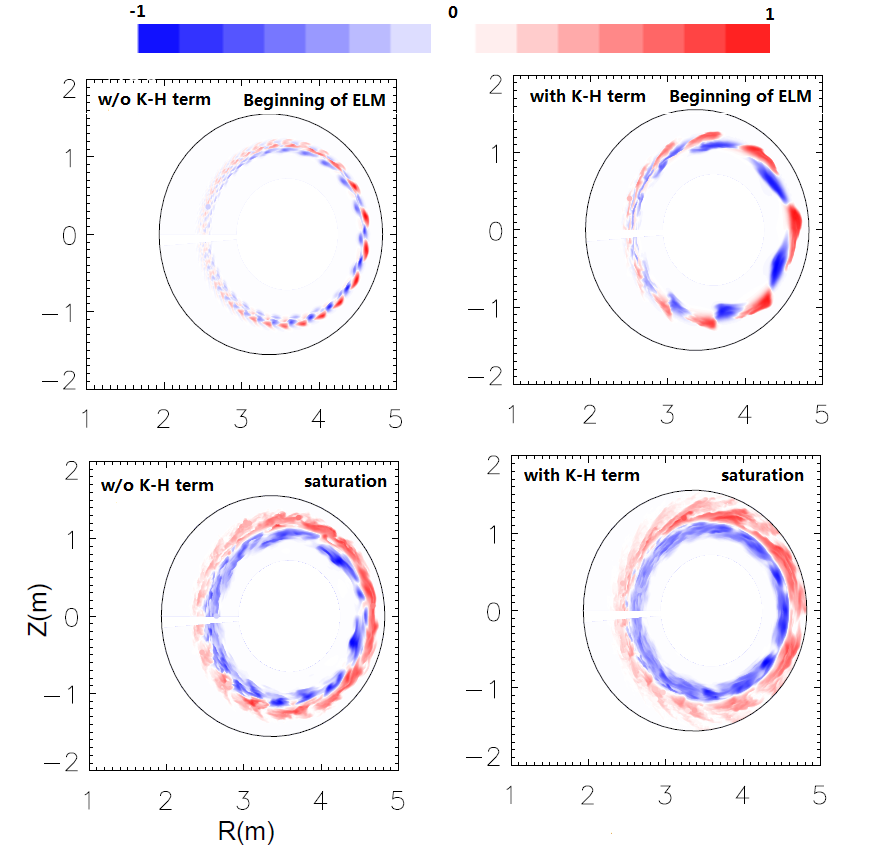 -1 0 1
w/o K-H term Beginning of ELM
2
1
0
−1
−2
1 2 3 4 5
with K-H term Beginning of ELM
2
1
0
−1
−2
1 2 3 4 5
w/o K-H term saturation
2
1
0
−1
−2
Z(m)
1 2 3 4 5
R(m)
with K-H term saturation
2
1
0
−1
−2
1 2 3 4 5